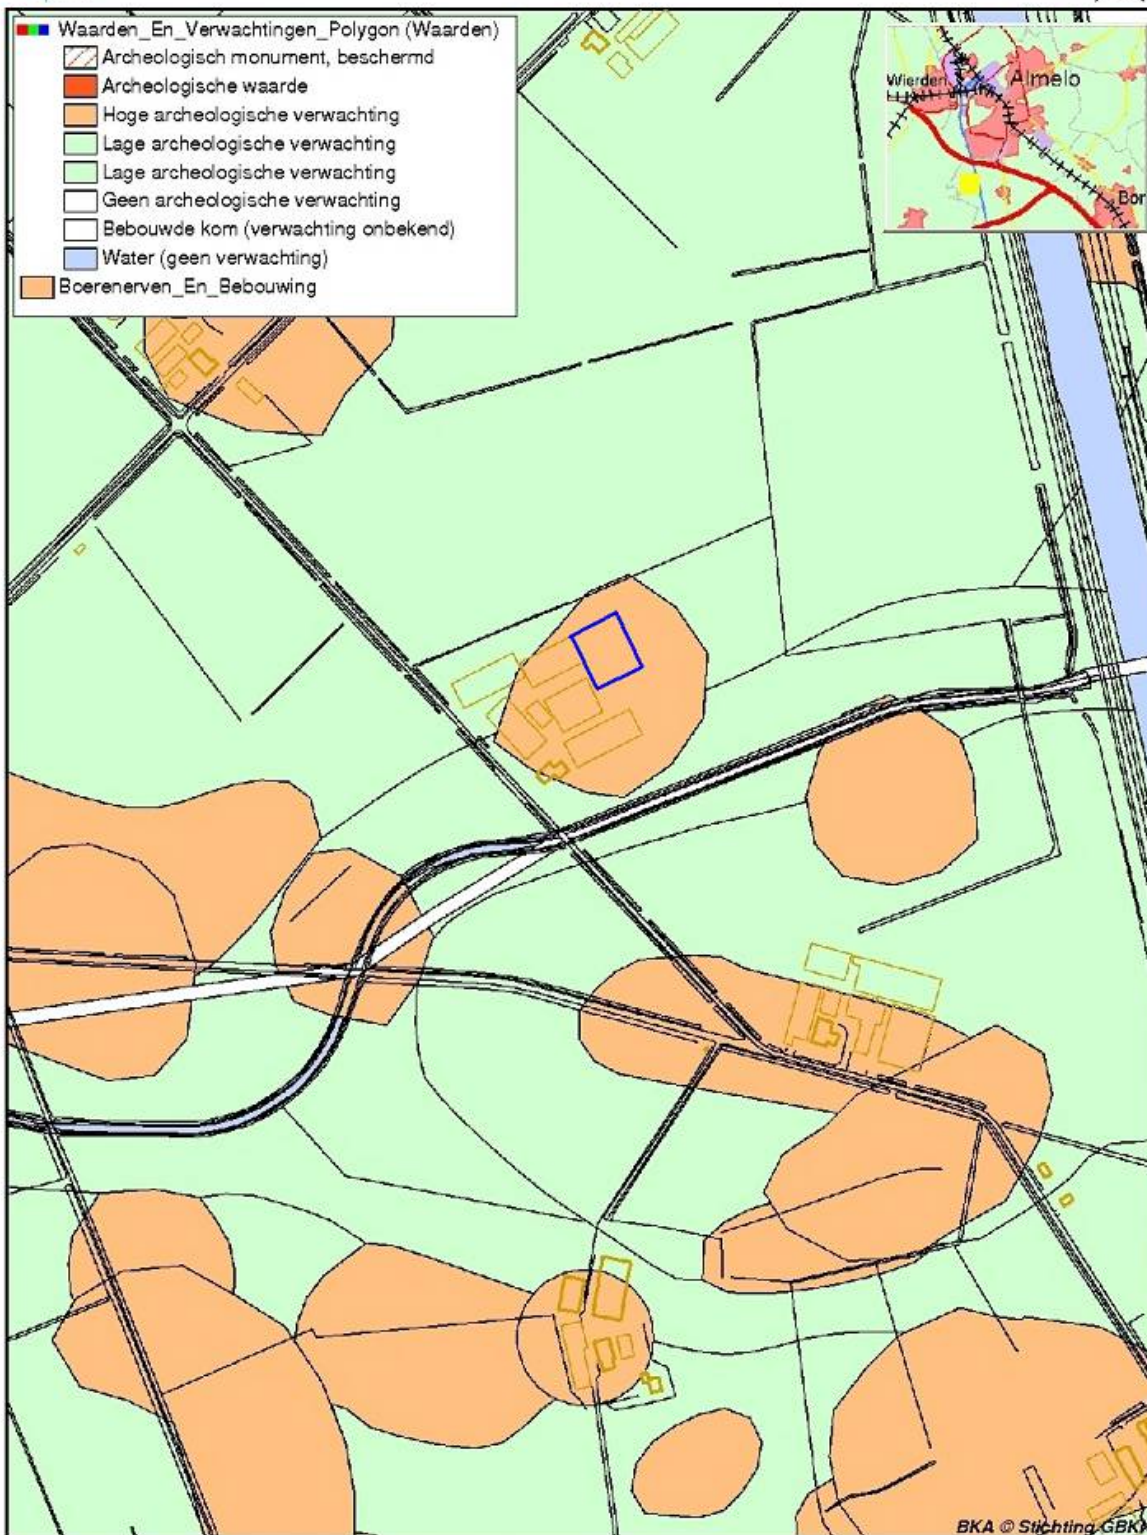 Waarden_En_Verwachtingen_Polygon (Waarden)
Archeologisch monument, beschermd
Archeologische waarde
Hoge archeologische verwachting
Lage archeologische verwachting
Lage archeologische verwachting
Geen archeologische verwachting
Bebouwde kom (verwachting onbekend)
Water (geen verwachting)
Boerenerven_En_Bebouwing
Wierden
Almelo
Bor
BKA © Stichting GBK